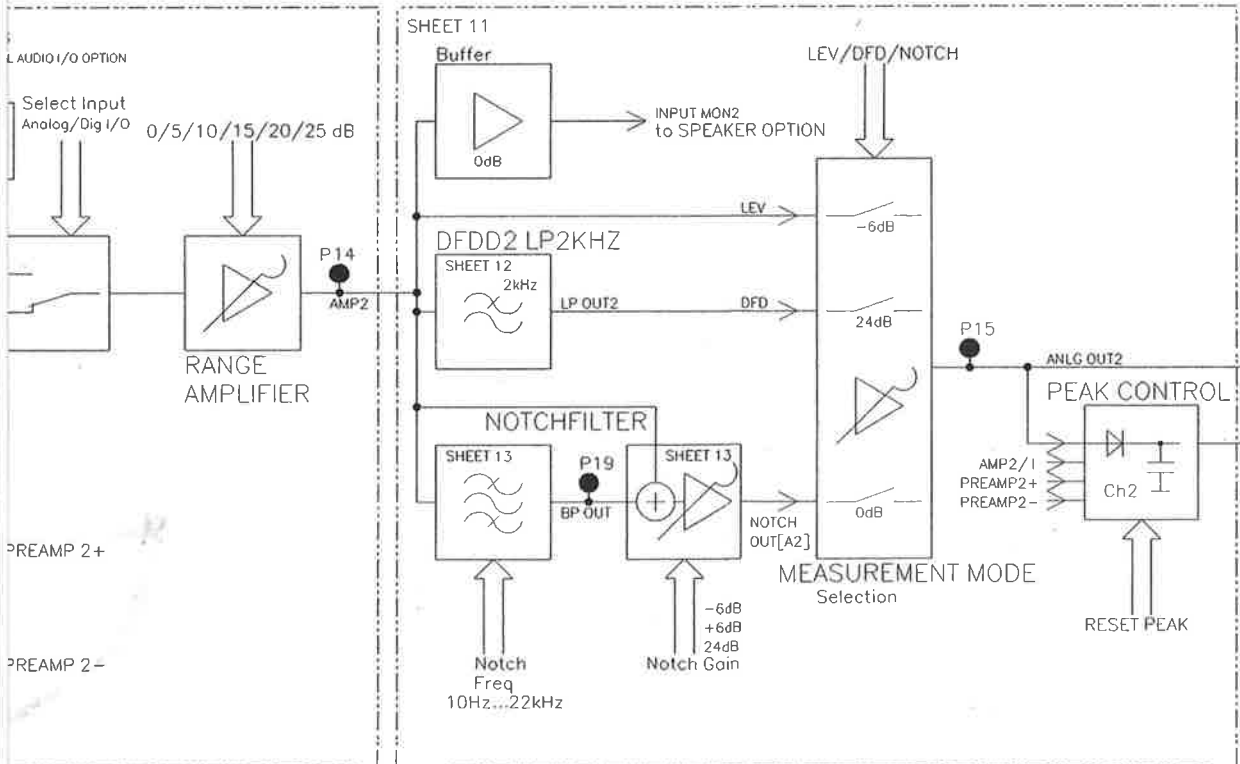 L AUDIO I/O OPTION
Select Input
Analog/Dig I/O
0/5/10/15/20/25 dB
P14
AMP2
RANGE
AMPLIFIER
PREAMP 2+
PREAMP 2-
SHEET 11
Buffer
0dB
INPUT MON2
to SPEAKER OPTION
LEV/DFD/NOTCH
LEV
-6dB
DFDD2 LP2KHZ
SHEET 12
2kHz
LP OUT2
DFD
24dB
NOTCHFILTER
SHEET 13
P19
BP OUT
SHEET 13
NOTCH
OUT[A2]
0dB
MEASUREMENT MODE
Selection
Notch
Freq
10Hz...22kHz
-6dB
+6dB
24dB
Notch Gain
P15
ANLG OUT2
PEAK CONTROL
AMP2/I
PREAMP2+
PREAMP2-
Ch2
RESET PEAK